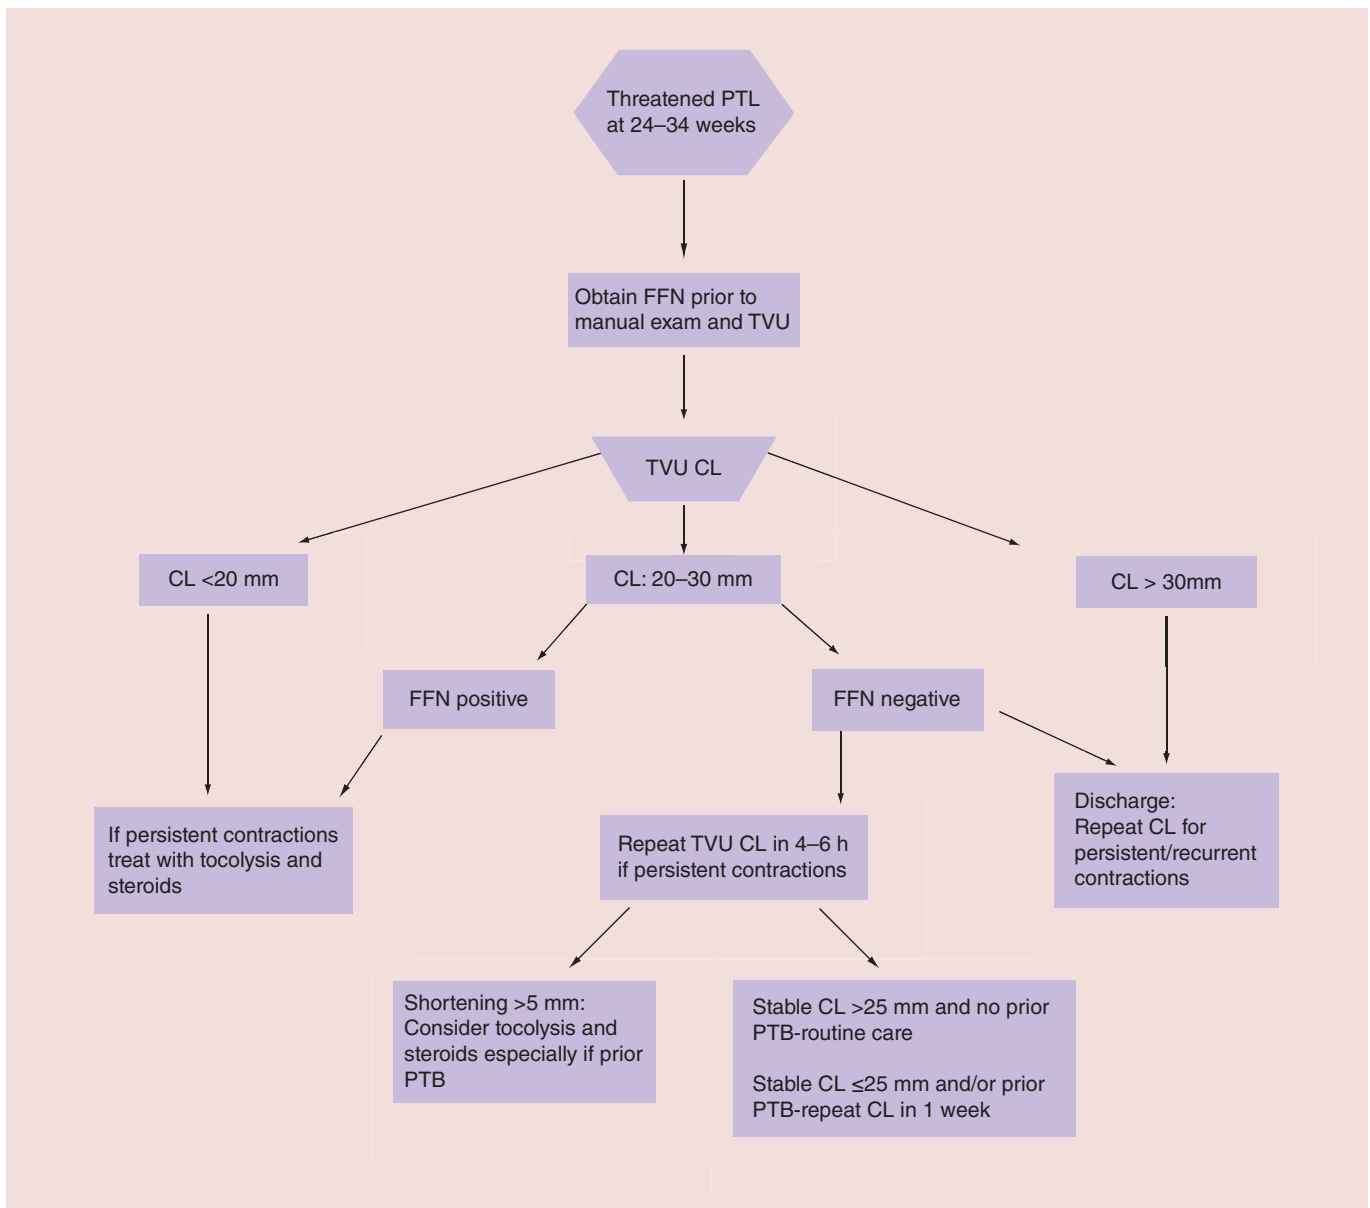 Threatened PTL
at 24–34 weeks
Obtain FFN prior to
manual exam and TVU
TVU CL
CL <20 mm
CL: 20–30 mm
CL > 30mm
FFN positive
FFN negative
If persistent contractions
treat with tocolysis and
steroids
Repeat TVU CL in 4–6 h
if persistent contractions
Discharge:
Repeat CL for
persistent/recurrent
contractions
Shortening >5 mm:
Consider tocolysis and
steroids especially if prior
PTB
Stable CL >25 mm and no prior
PTB-routine care
Stable CL ≤25 mm and/or prior
PTB-repeat CL in 1 week